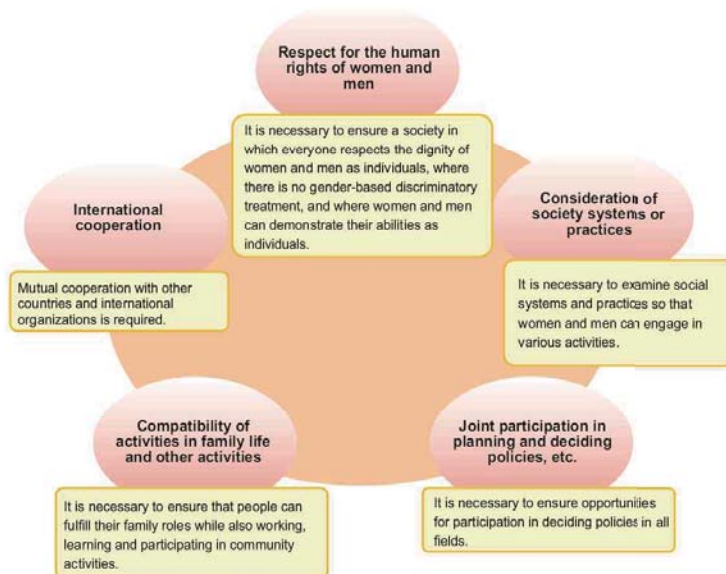 Respect for the human
rights of women and
men
It is necessary to ensure a society in
which everyone respects the dignity of
women and men as individuals, where
there is no gender-based discriminatory
treatment, and where women and men
can demonstrate their abilities as
individuals.
Consideration of
society systems or
practices
It is necessary to examine social
systems and practices so that
women and men can engage in
various activities.
Joint participation in
planning and deciding
policies, etc.
It is necessary to ensure opportunities
for participation in deciding policies in all
fields.
Compatibility of
activities in family life
and other activities
It is necessary to ensure that people can
fulfill their family roles while also working,
learning and participating in community
activities.
International
cooperation
Mutual cooperation with other
countries and international
organizations is required.